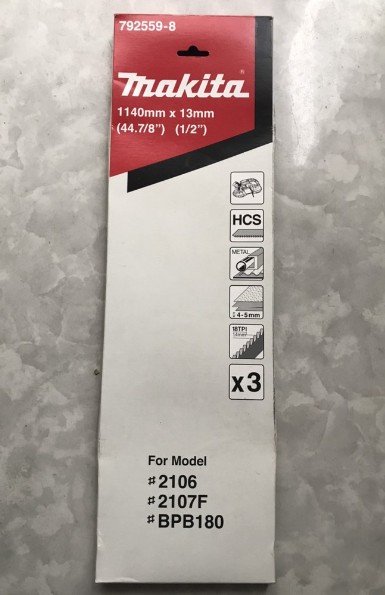 792559-8
Makita®
1140mm x 13mm
(44.7/8") (1/2")
HCS
METAL
4-5mm
18TPI
x3
For Model
#2106
#2107F
#BPB180